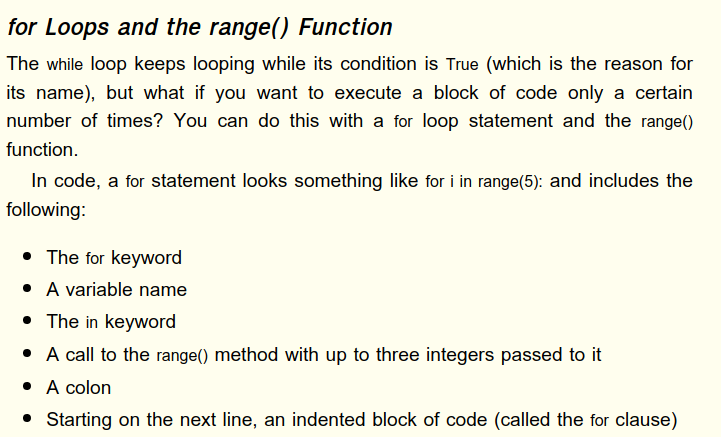 for Loops and the range() Function
The while loop keeps looping while its condition is True (which is the reason for
its name), but what if you want to execute a block of code only a certain
number of times? You can do this with a for loop statement and the range()
function.
In code, a for statement looks something like for i in range(5): and includes the
following:
• The for keyword
• A variable name
• The in keyword
• A call to the range() method with up to three integers passed to it
• A colon
• Starting on the next line, an indented block of code (called the for clause)